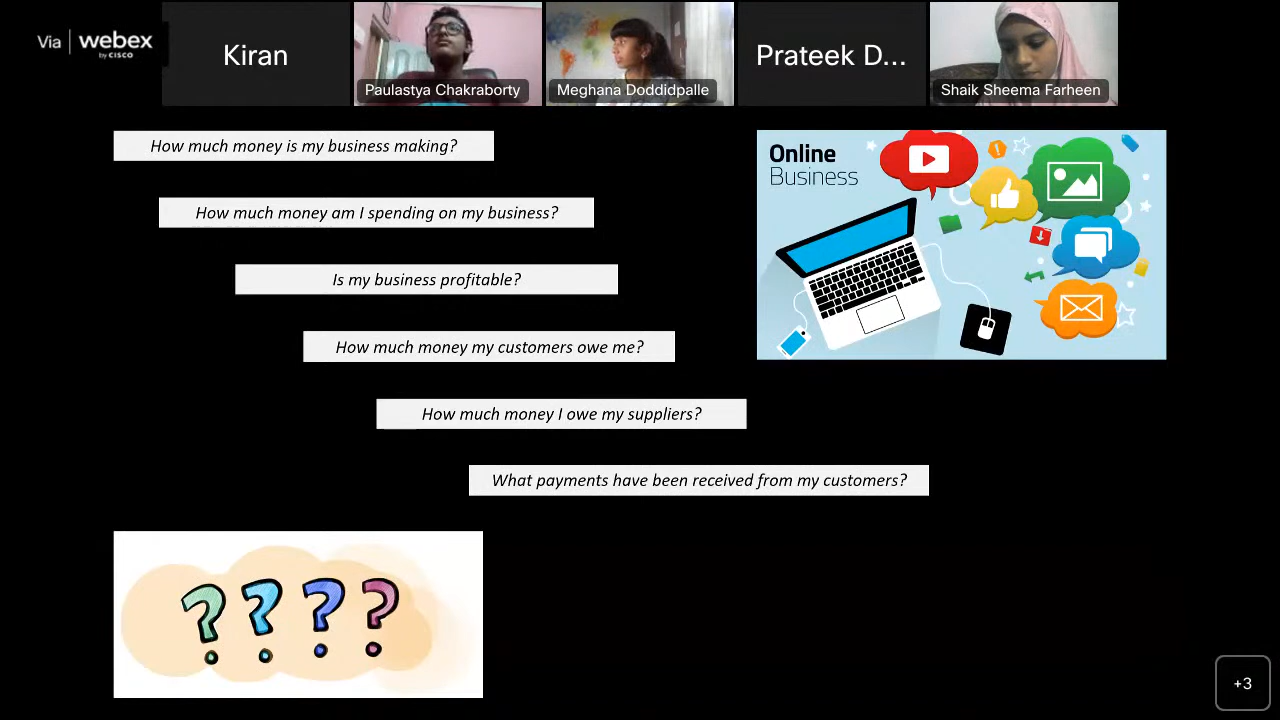 Via webex
by CISCO
Kiran
Paulastya Chakraborty
Meghana Doddidpalle
Prateek D...
Shaik Sheema Farheen
How much money is my business making?
How much money am I spending on my business?
Is my business profitable?
How much money my customers owe me?
How much money I owe my suppliers?
What payments have been received from my customers?
Online
Business
????
+3